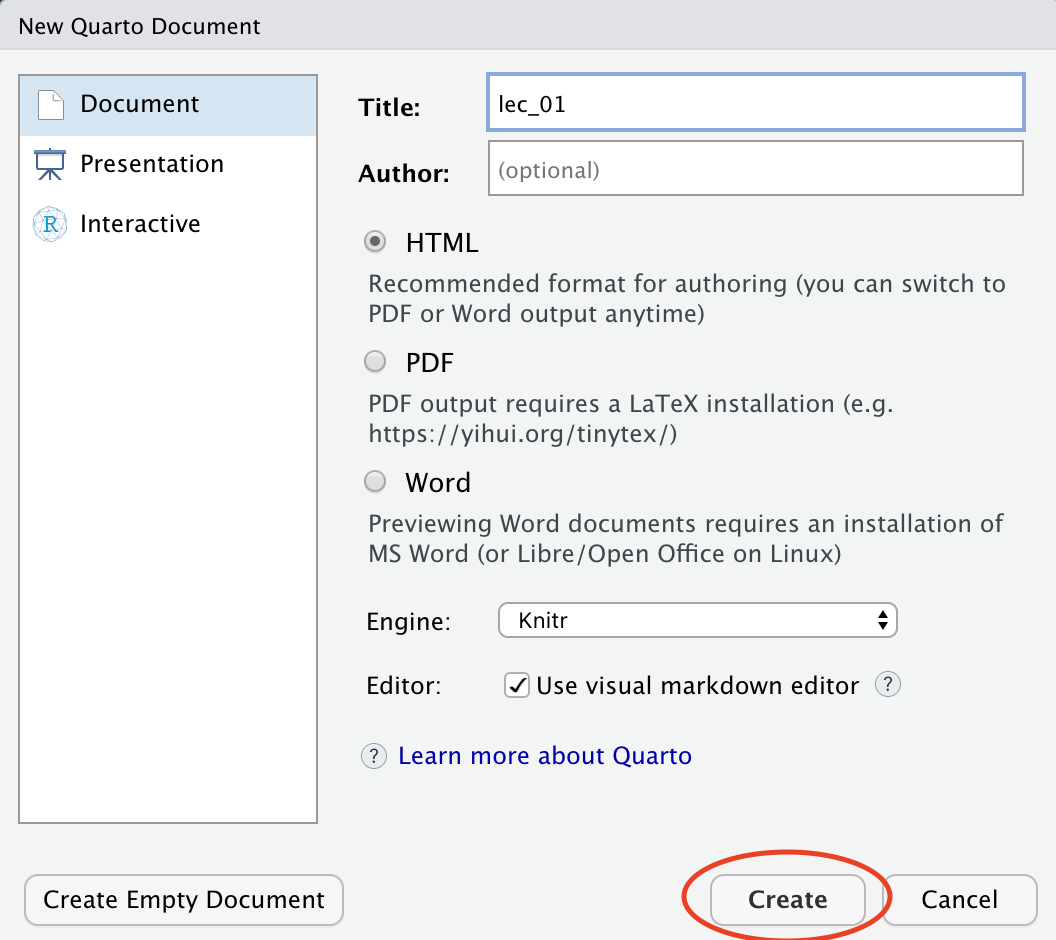 New Quarto Document
Document
Presentation
R Interactive
Title: lec_01
Author: (optional)
HTML
Recommended format for authoring (you can switch to
PDF or Word output anytime)
PDF
PDF output requires a LaTeX installation (e.g.
https://yihui.org/tinytex/)
Word
Previewing Word documents requires an installation of
MS Word (or Libre/Open Office on Linux)
Engine: Knitr
Editor: Use visual markdown editor ?
? Learn more about Quarto
Create Empty Document Create Cancel